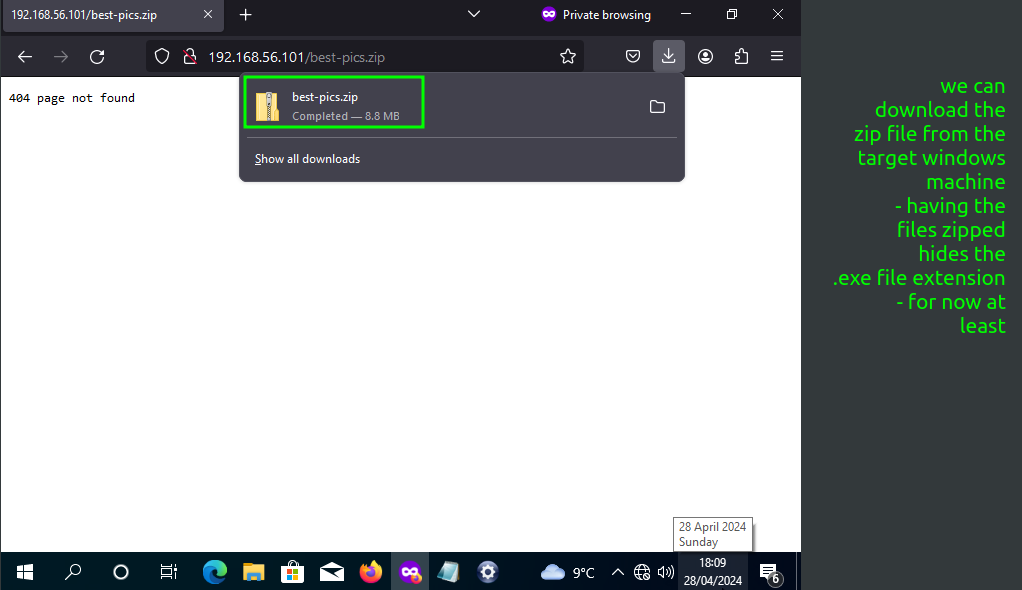 192.168.56.101/best-pics.zip
Private browsing
192.168.56.101/best-pics.zip
404 page not found
best-pics.zip
Completed — 8.8 MB
Show all downloads
we can
download the
zip file from the
target windows
machine
- having the
files zipped
hides the
.exe file extension
- for now at
least
28 April 2024
Sunday
9°C
18:09
28/04/2024
6